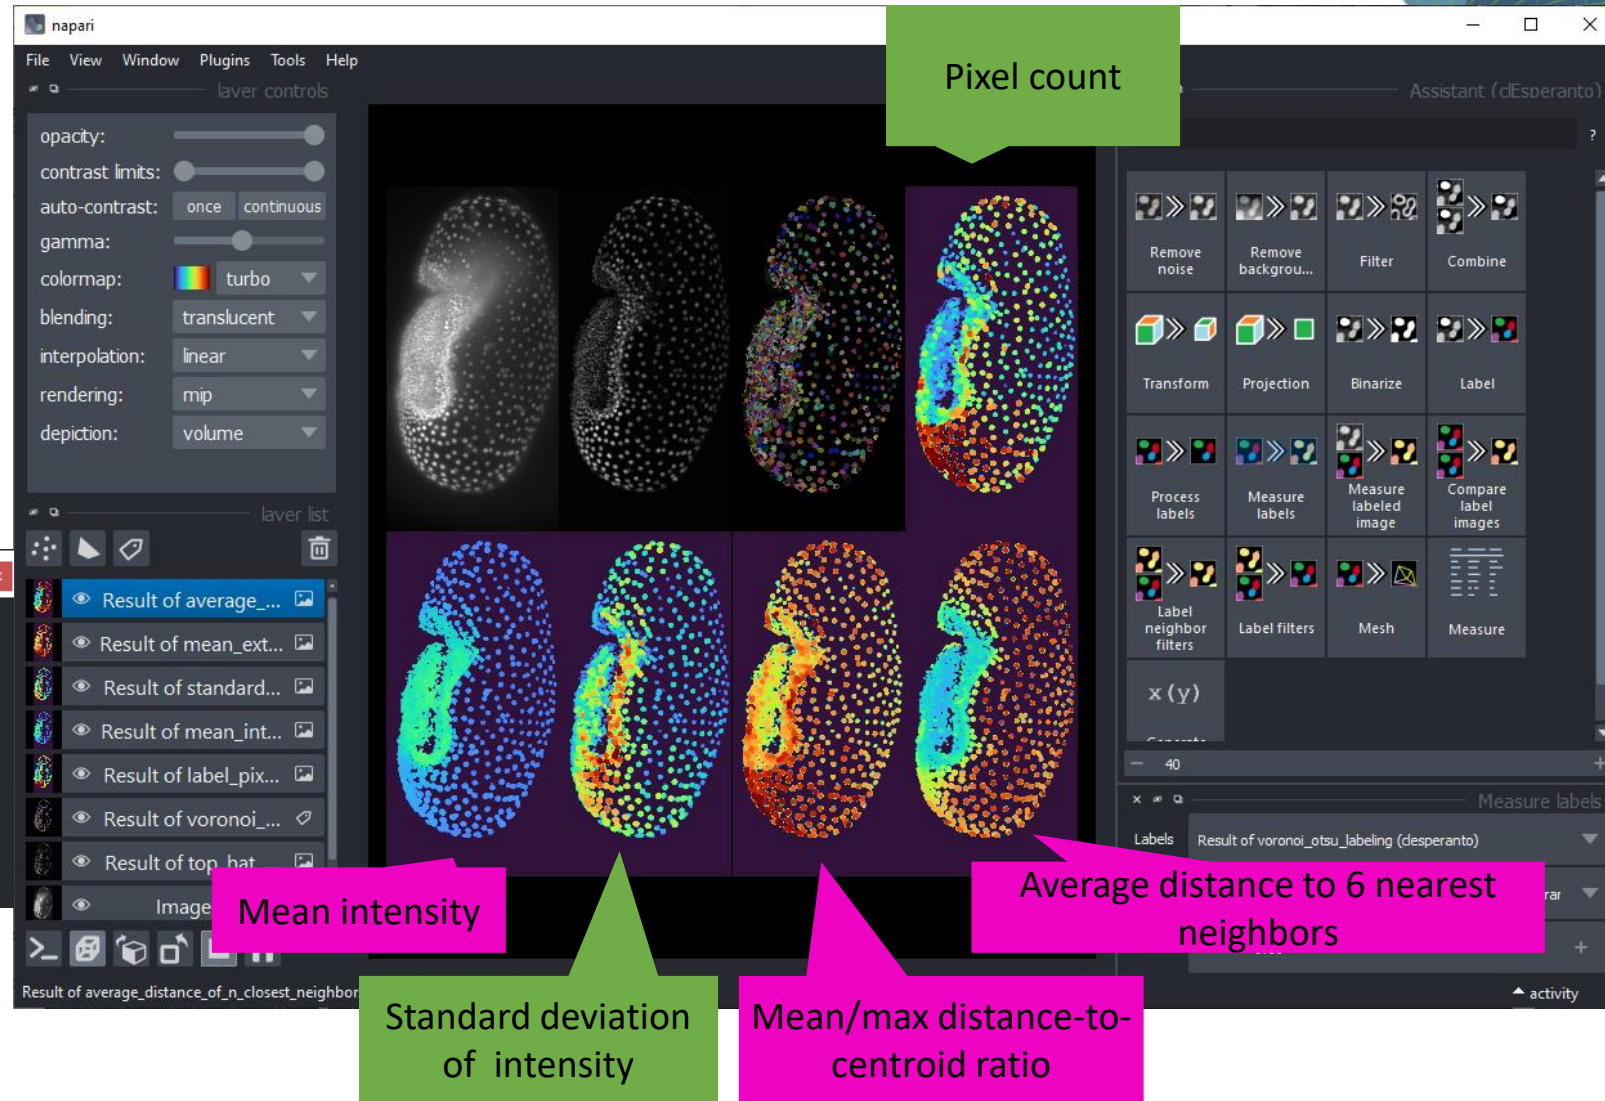 napari
File View Window Plugins Tools Help
layer controls
opacity:
contrast limits:
auto-contrast: once continuous
gamma:
colormap: turbo
blending: translucent
interpolation: linear
rendering: mip
depiction: volume
layer list
Result of average_...
Result of mean_ext...
Result of standard...
Result of mean_int...
Result of label_pix...
Result of voronoi_...
Result of top_hat
Image
Result of average_distance_of_n_closest_neighbor
Pixel count
Mean intensity
Standard deviation
of intensity
Mean/max distance-to-
centroid ratio
Average distance to 6 nearest
neighbors
Assistant (clEsperanto)
?
Remove
noise
Remove
backgrou...
Filter
Combine
Transform
Projection
Binarize
Label
Process
labels
Measure
labels
Measure
labeled
image
Compare
label
images
Label
neighbor
filters
Label filters
Mesh
Measure
x(y)
Generate
40
Measure labels
Labels Result of voronoi_otsu_labeling (clesperanto)
activity